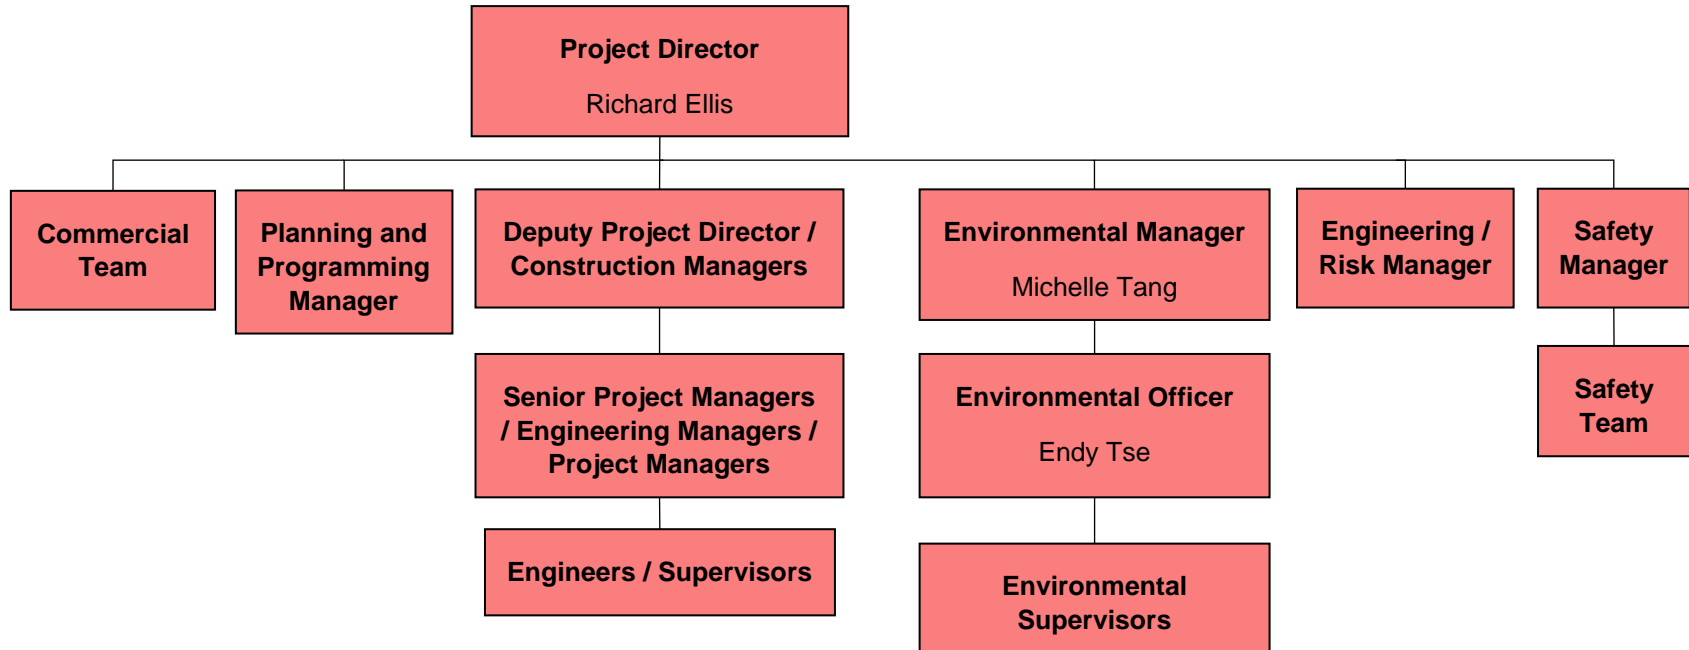 Project Director
Richard Ellis
Commercial
Team
Planning and
Programming
Manager
Deputy Project Director /
Construction Managers
Environmental Manager
Michelle Tang
Engineering /
Risk Manager
Safety
Manager
Senior Project Managers
/ Engineering Managers /
Project Managers
Environmental Officer
Endy Tse
Safety
Team
Engineers / Supervisors
Environmental
Supervisors